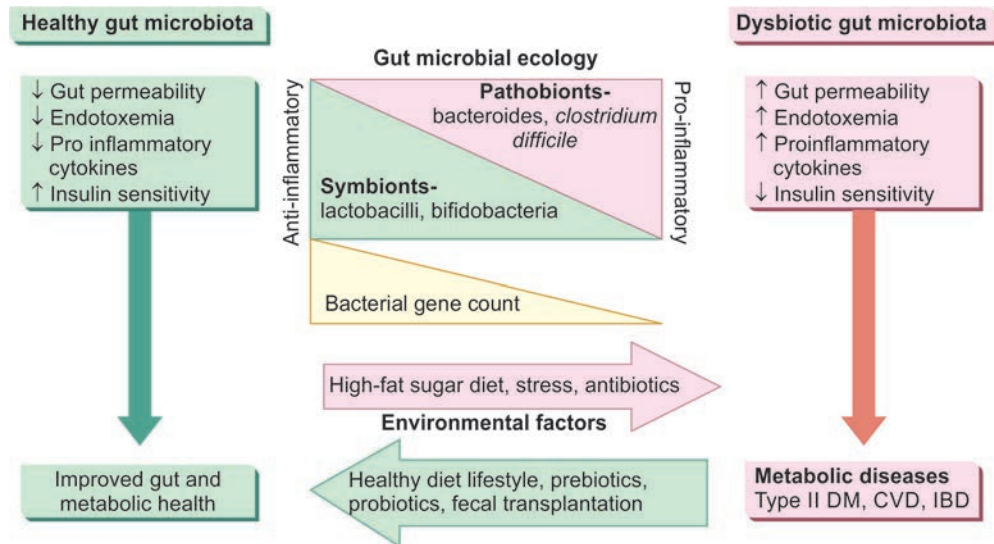 Healthy gut microbiota
↓ Gut permeability
↓ Endotoxemia
↓ Pro inflammatory
cytokines
↑ Insulin sensitivity
Improved gut and
metabolic health
Gut microbial ecology
Anti-inflammatory
Pathobionts-
bacteroides, clostridium
difficile
Symbionts-
lactobacilli, bifidobacteria
Pro-inflammatory
Bacterial gene count
High-fat sugar diet, stress, antibiotics
Environmental factors
Healthy diet lifestyle, prebiotics,
probiotics, fecal transplantation
Dysbiotic gut microbiota
↑ Gut permeability
↑ Endotoxemia
↑ Proinflammatory
cytokines
↓ Insulin sensitivity
Metabolic diseases
Type II DM, CVD, IBD